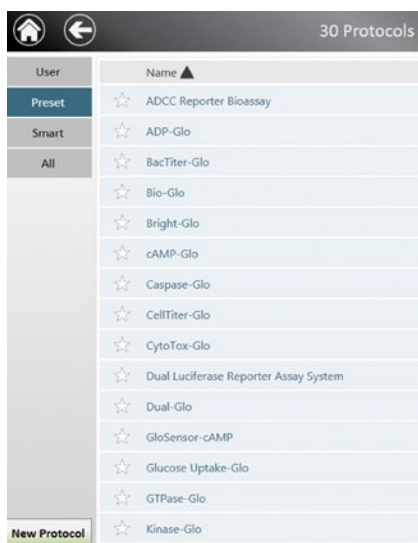 30 Protocols
User
Name
Preset
ADCC Reporter Bioassay
Smart
ADP-Glo
All
BacTiter-Glo
Bio-Glo
Bright-Glo
cAMP-Glo
Caspase-Glo
CellTiter-Glo
CytoTox-Glo
Dual Luciferase Reporter Assay System
Dual-Glo
GloSensor-cAMP
Glucose Uptake-Glo
GTPase-Glo
New Protocol
Kinase-Glo